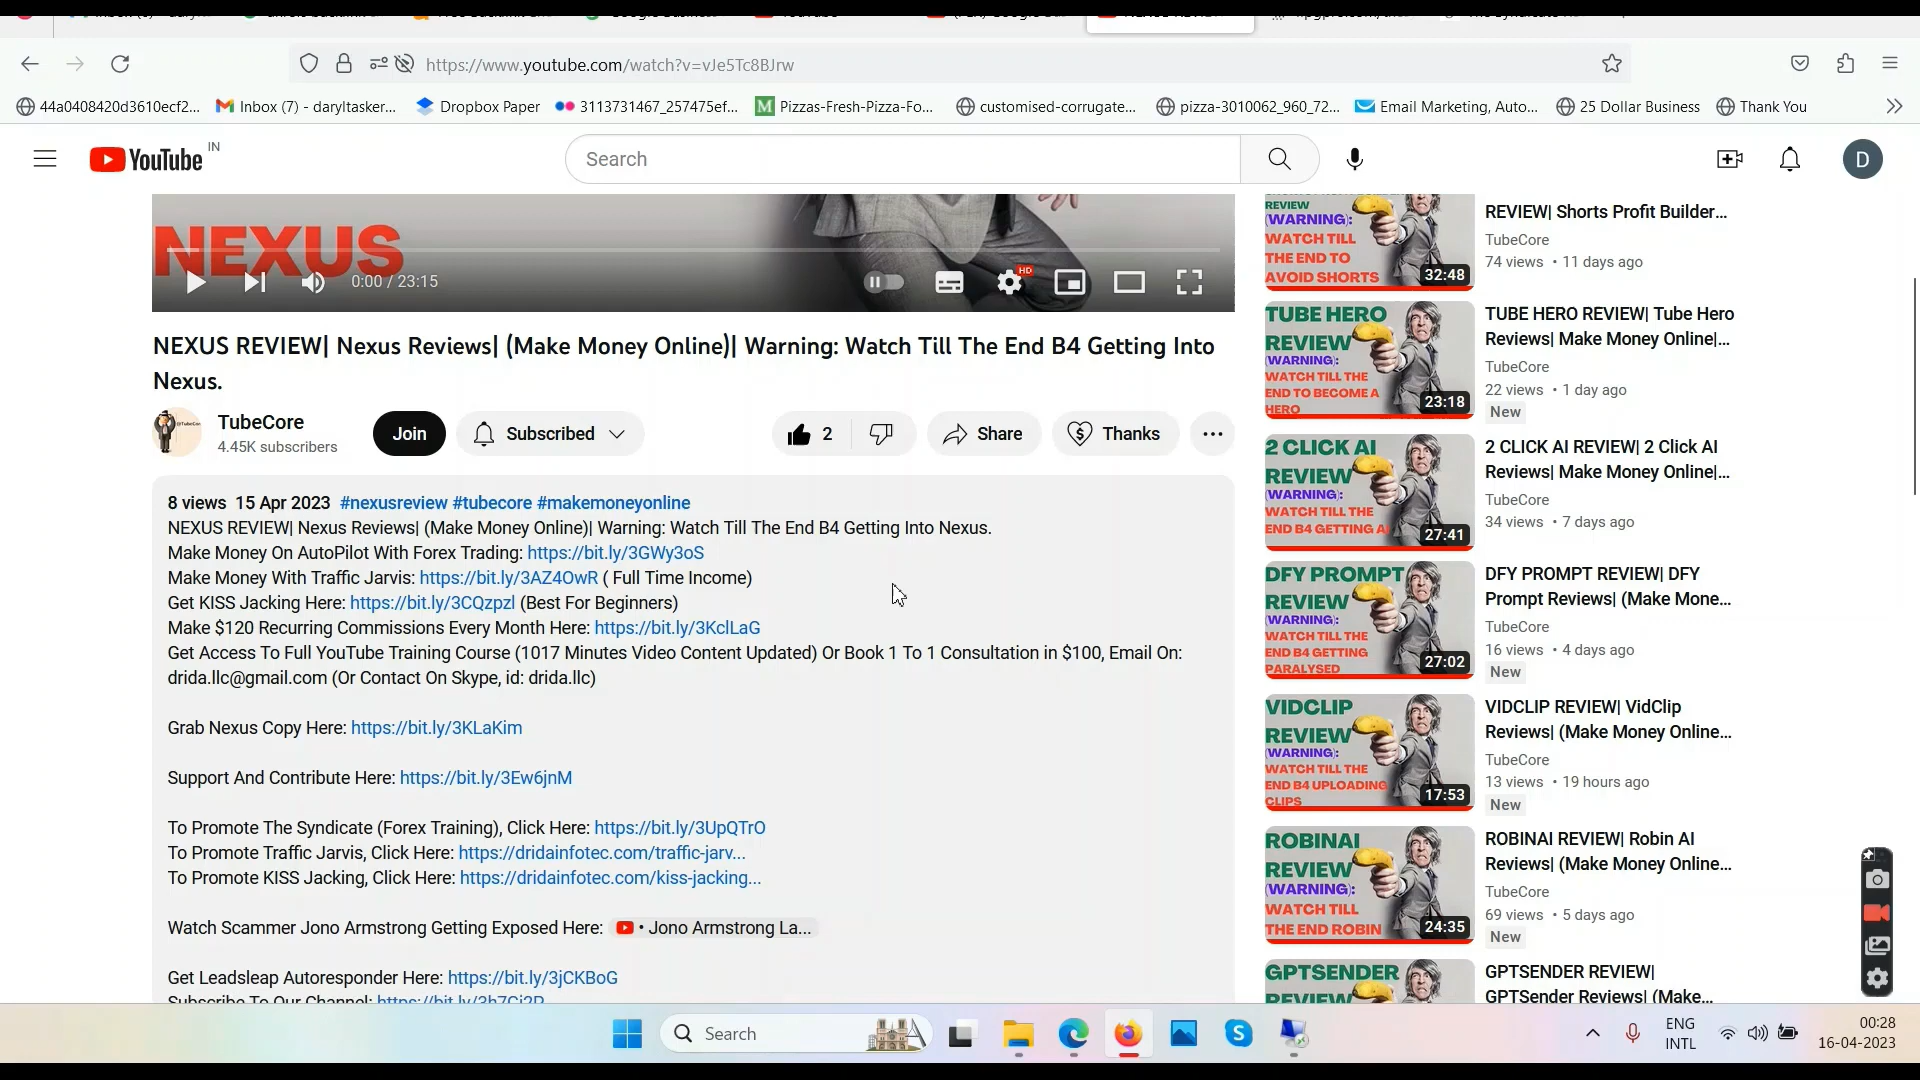 https://www.youtube.com/watch?v=vJe5Tc8BJrw
44a0408420d3610ecf2...
Inbox (7) - daryltasker...
Dropbox Paper
3113731467_257475ef...
Pizzas-Fresh-Pizza-Fo...
customised-corrugate...
pizza-3010062_960_72...
Email Marketing, Auto...
25 Dollar Business
Thank You
YouTube IN
Search
D
NEXUS
0:00 / 23:15
HD
NEXUS REVIEW| Nexus Reviews| (Make Money Online)| Warning: Watch Till The End B4 Getting Into
Nexus.
TubeCore
4.45K subscribers
Join
Subscribed
2
Share
Thanks
8 views 15 Apr 2023 #nexusreview #tubecore #makemoneyonline
NEXUS REVIEW| Nexus Reviews| (Make Money Online)| Warning: Watch Till The End B4 Getting Into Nexus.
Make Money On AutoPilot With Forex Trading: https://bit.ly/3GWy3oS
Make Money With Traffic Jarvis: https://bit.ly/3AZ4OwR ( Full Time Income)
Get KISS Jacking Here: https://bit.ly/3CQzpzl (Best For Beginners)
Make $120 Recurring Commissions Every Month Here: https://bit.ly/3KclLaG
Get Access To Full YouTube Training Course (1017 Minutes Video Content Updated) Or Book 1 To 1 Consultation in $100, Email On:
drida.llc@gmail.com (Or Contact On Skype, id: drida.llc)
Grab Nexus Copy Here: https://bit.ly/3KLaKim
Support And Contribute Here: https://bit.ly/3Ew6jnM
To Promote The Syndicate (Forex Training), Click Here: https://bit.ly/3UpQTrO
To Promote Traffic Jarvis, Click Here: https://dridainfotec.com/traffic-jarv...
To Promote KISS Jacking, Click Here: https://dridainfotec.com/kiss-jacking...
Watch Scammer Jono Armstrong Getting Exposed Here: • Jono Armstrong La...
Get Leadsleap Autoresponder Here: https://bit.ly/3jCKBoG
Subscribe To Our Channel: https://bit.ly/3h7Gi2P
REVIEW
(WARNING):
WATCH TILL
THE END TO
AVOID SHORTS
32:48
REVIEW| Shorts Profit Builder...
TubeCore
74 views • 11 days ago
TUBE HERO
REVIEW
(WARNING):
WATCH TILL THE
END TO BECOME A
HERO
23:18
TUBE HERO REVIEW| Tube Hero
Reviews| Make Money Online|...
TubeCore
22 views • 1 day ago
New
2 CLICK AI
REVIEW
(WARNING):
WATCH TILL THE
END B4 GETTING AI
27:41
2 CLICK AI REVIEW| 2 Click AI
Reviews| Make Money Online|...
TubeCore
34 views • 7 days ago
DFY PROMPT
REVIEW
(WARNING):
WATCH TILL THE
END B4 GETTING
PARALYSED
27:02
DFY PROMPT REVIEW| DFY
Prompt Reviews| (Make Mone...
TubeCore
16 views • 4 days ago
New
VIDCLIP
REVIEW
(WARNING):
WATCH TILL THE
END B4 UPLOADING
CLIPS
17:53
VIDCLIP REVIEW| VidClip
Reviews| (Make Money Online...
TubeCore
13 views • 19 hours ago
New
ROBINAI
REVIEW
(WARNING):
WATCH TILL
THE END ROBIN
24:35
ROBINAI REVIEW| Robin AI
Reviews| (Make Money Online...
TubeCore
69 views • 5 days ago
New
GPTSENDER
REVIEW
GPTSENDER REVIEW|
GPTSender Reviews| (Make...
Search
ENG
INTL
00:28
16-04-2023